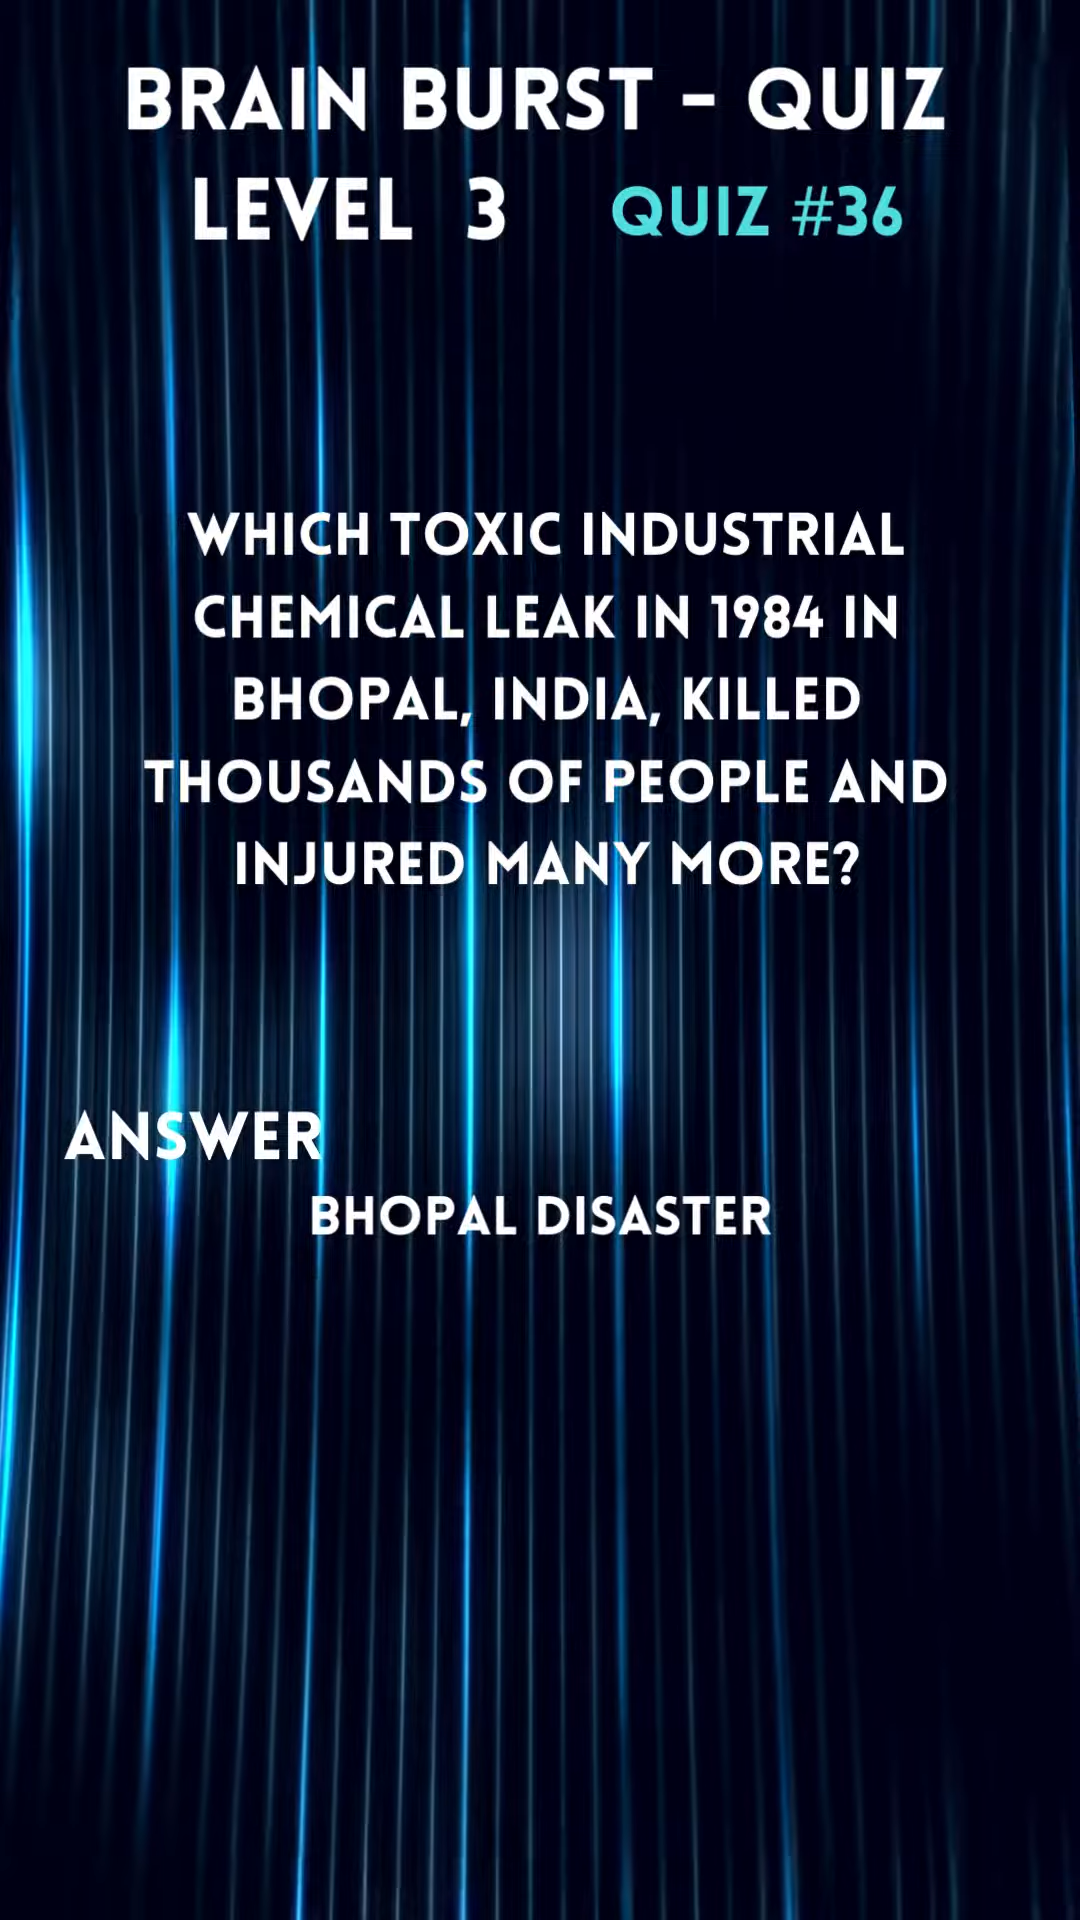 BRAIN BURST - QUIZ
LEVEL 3 QUIZ #36
WHICH TOXIC INDUSTRIAL
CHEMICAL LEAK IN 1984 IN
BHOPAL, INDIA, KILLED
THOUSANDS OF PEOPLE AND
INJURED MANY MORE?
ANSWER
BHOPAL DISASTER